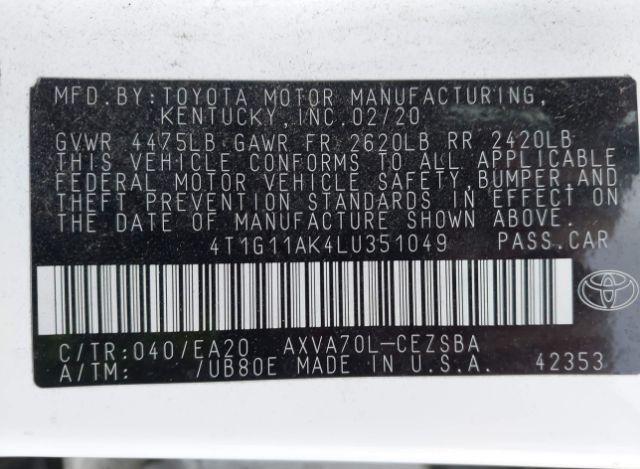 MFD.BY:TOYOTA MOTOR MANUFACTURING,
KENTUCKY,INC.02/20
GVWR 4475LB GAWR FR 2620LB RR 2420LB
THIS VEHICLE CONFORMS TO ALL APPLICABLE
FEDERAL MOTOR VEHICLE SAFETY,BUMPER,AND
THEFT PREVENTION STANDARDS IN EFFECT ON
THE DATE OF MANUFACTURE SHOWN ABOVE.
4T1G11AK4LU351049 PASS.CAR
C/TR:040/EA20 AXVA70L-CEZSBA
A/TM: /UB80E MADE IN U.S.A. 42353